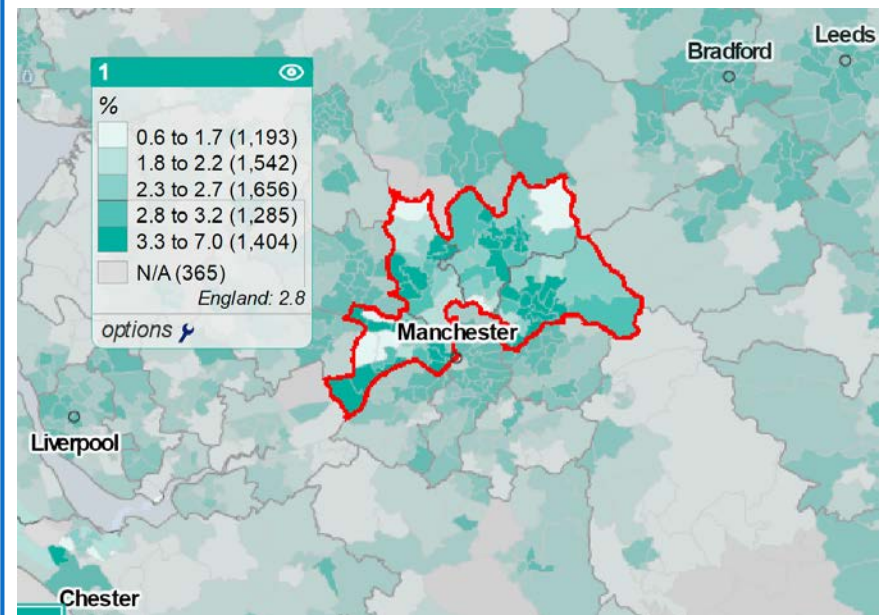 Bradford
Leeds
1
%
0.6 to 1.7 (1,193)
1.8 to 2.2 (1,542)
2.3 to 2.7 (1,656)
2.8 to 3.2 (1,285)
3.3 to 7.0 (1,404)
N/A (365)
England: 2.8
options
Manchester
Liverpool
Chester